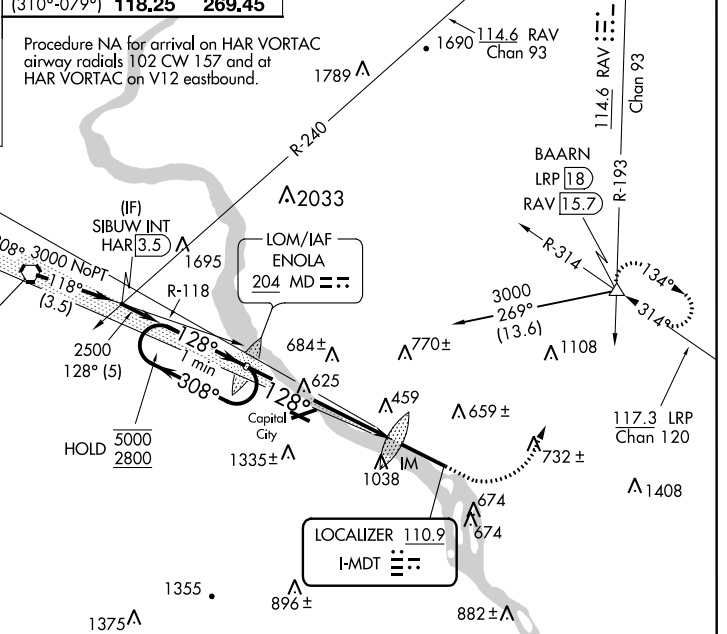 (310°-079°) 118.25 269.45
Procedure NA for arrival on HAR VORTAC
airway radials 102 CW 157 and at
HAR VORTAC on V12 eastbound.
1690
114.6 RAV
Chan 93
1789
R-240
114.6 RAV
Chan 93
R-193
BAARN
LRP 18
RAV 15.7
2033
(IF)
SIBUW INT
HAR 3.5
1695
LOM/IAF
ENOLA
204 MD
R-314
134°
314°
308° 3000 NoPT
118°
(3.5)
R-118
3000
269°
(13.6)
2500
128° (5)
128°
1 min
308°
684±
770±
1108
625
128°
459
659±
Capital
City
117.3 LRP
Chan 120
HOLD 5000
2800
1335±
1038
IM
732±
1408
674
674
LOCALIZER 110.9
I-MDT
1355
896±
1375
882±